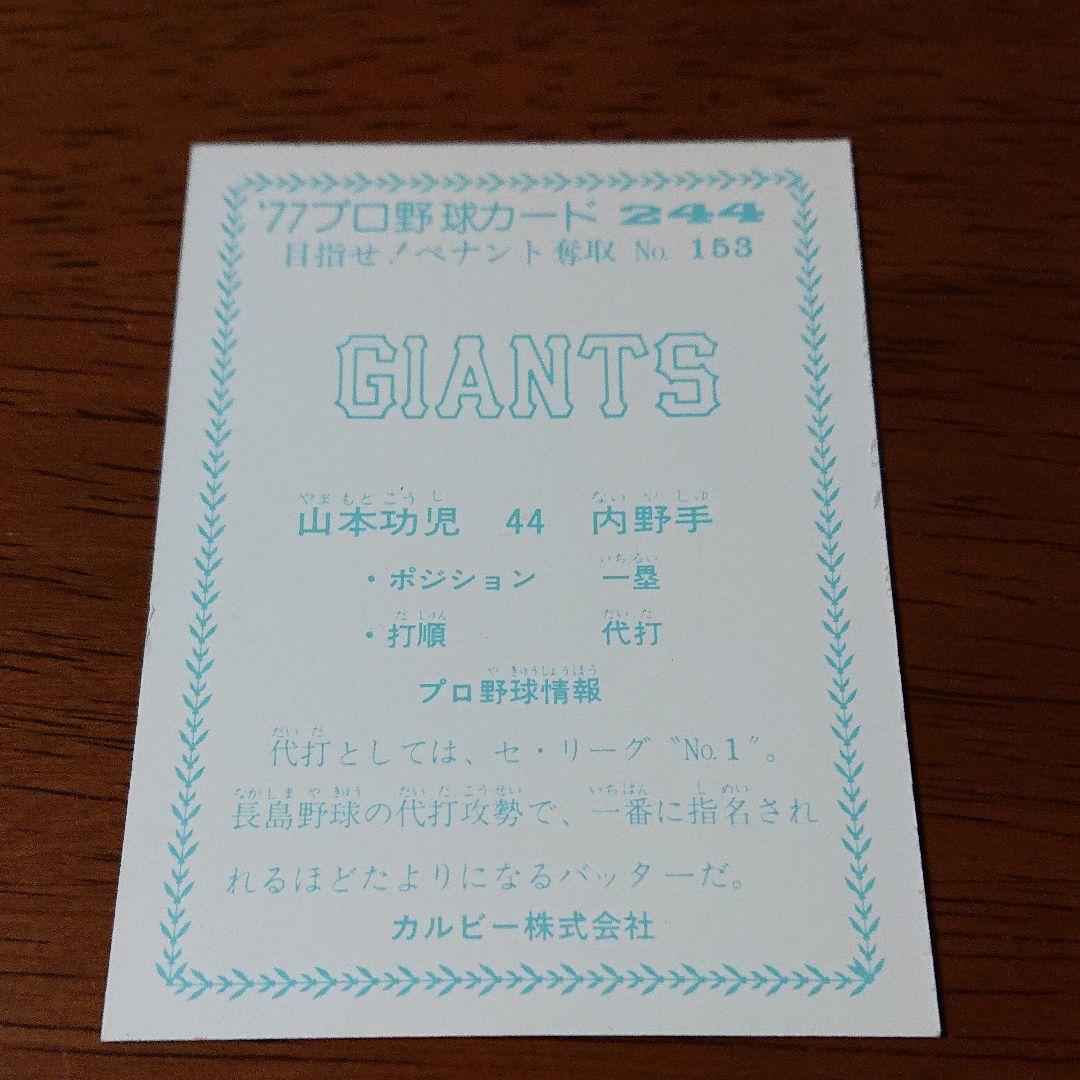 '77プロ野球カード 244
目指せ!ペナント奪取 No. 153
GIANTS
やまもとこうじ ないやしゅ
山本功児 44 内野手
いちるい
・ポジション 一塁
だじゅん だいだ
・打順 代打
やきゅうじょうほう
プロ野球情報
だいだ
代打としては、セ・リーグ〝No.1〟。
ながしまやきゅう だいだこうせい いちばん しめい
長島野球の代打攻勢で、一番に指名され
れるほどたよりになるバッターだ。
カルビー株式会社